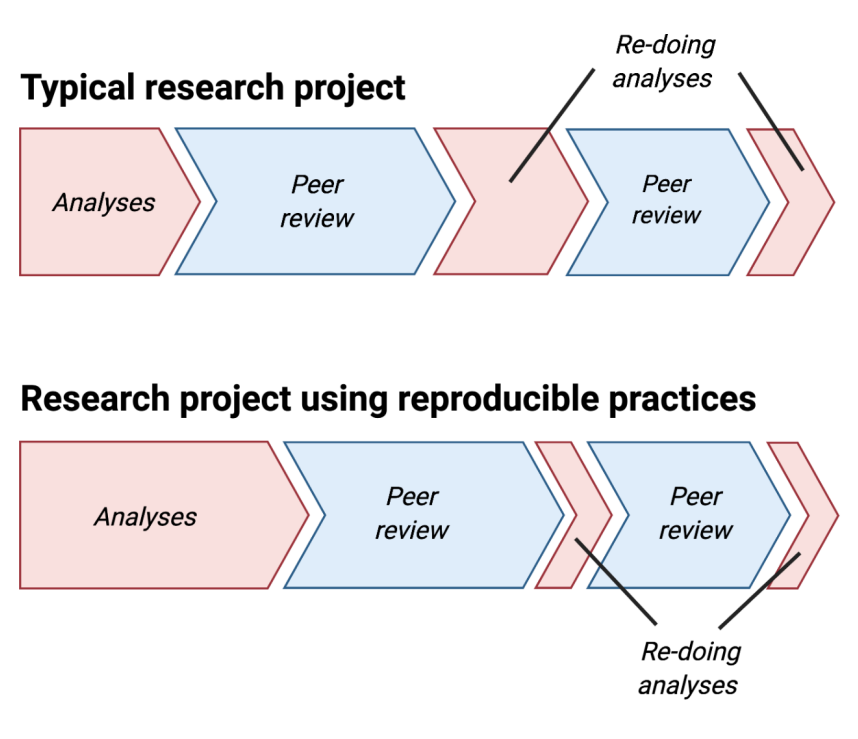 Re-doing
analyses
Typical research project
Analyses
Peer
review
Peer
review
Research project using reproducible practices
Analyses
Peer
review
Peer
review
Re-doing
analyses